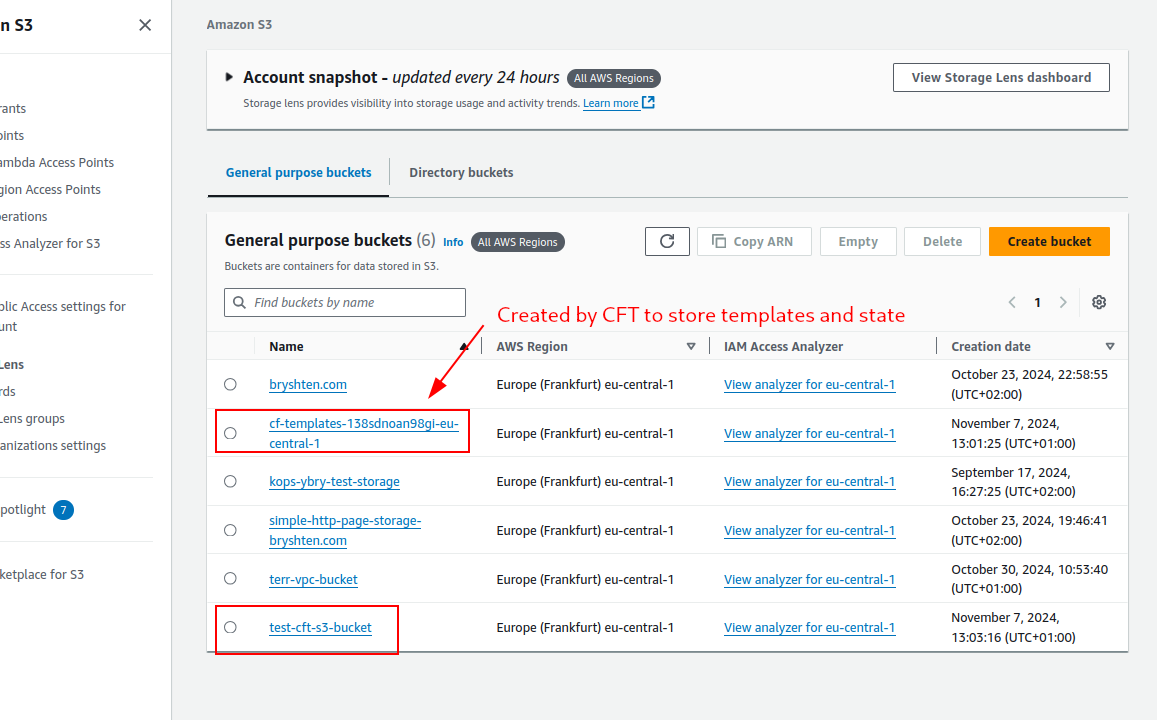 n S3
rants
oints
ambda Access Points
gion Access Points
perations
ss Analyzer for S3
blic Access settings for
unt
Lens
rds
Lens groups
anizations settings
potlight 7
ketplace for S3
Amazon S3
Account snapshot - updated every 24 hours All AWS Regions
View Storage Lens dashboard
Storage lens provides visibility into storage usage and activity trends. Learn more
General purpose buckets Directory buckets
General purpose buckets (6) Info All AWS Regions
Copy ARN Empty Delete Create bucket
Buckets are containers for data stored in S3.
Find buckets by name
1
Created by CFT to store templates and state
Name AWS Region IAM Access Analyzer Creation date
bryshten.com Europe (Frankfurt) eu-central-1 View analyzer for eu-central-1 October 23, 2024, 22:58:55
(UTC+02:00)
cf-templates-138sdnoan98gi-eu-
central-1 Europe (Frankfurt) eu-central-1 View analyzer for eu-central-1 November 7, 2024,
13:01:25 (UTC+01:00)
kops-ybry-test-storage Europe (Frankfurt) eu-central-1 View analyzer for eu-central-1 September 17, 2024,
16:27:25 (UTC+02:00)
simple-http-page-storage-
bryshten.com Europe (Frankfurt) eu-central-1 View analyzer for eu-central-1 October 23, 2024, 19:46:41
(UTC+02:00)
terr-vpc-bucket Europe (Frankfurt) eu-central-1 View analyzer for eu-central-1 October 30, 2024, 10:53:40
(UTC+01:00)
test-cft-s3-bucket Europe (Frankfurt) eu-central-1 View analyzer for eu-central-1 November 7, 2024,
13:03:16 (UTC+01:00)